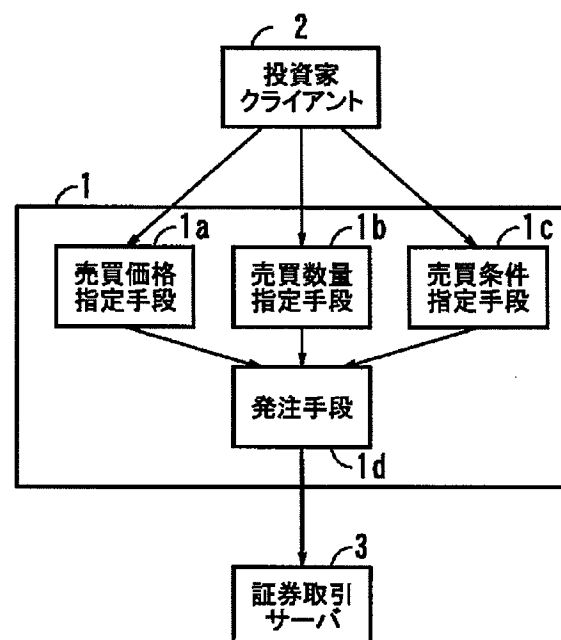 2
投資家
クライアント
1
1a
1b
1c
売買価格
指定手段
売買数量
指定手段
売買条件
指定手段
発注手段
1d
3
証券取引
サーバ